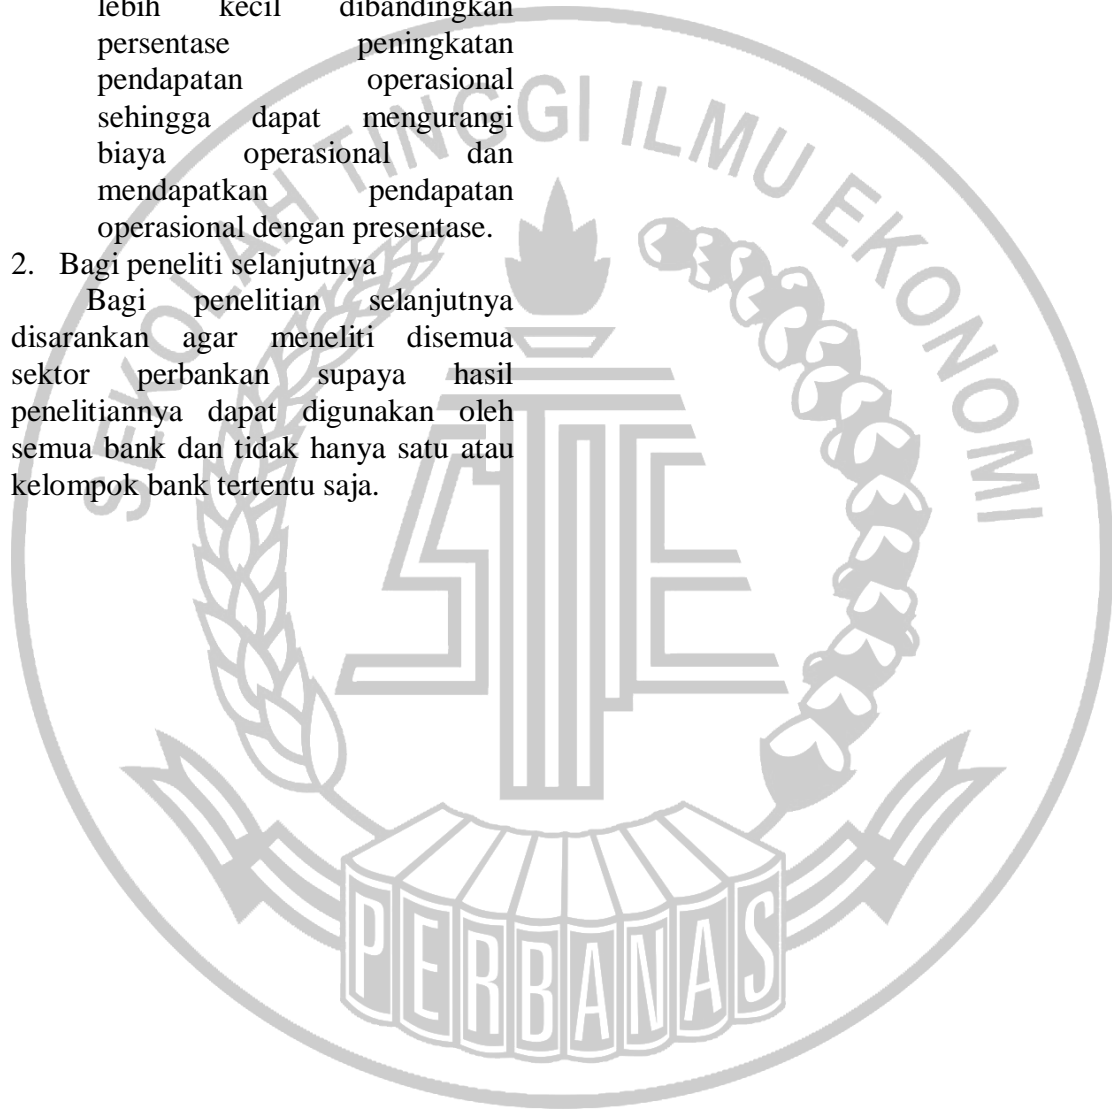 lebih kecil dibandingkan
persentase peningkatan
pendapatan operasional
sehingga dapat mengurangi
biaya operasional dan
mendapatkan pendapatan
operasional dengan presentase.
2. Bagi peneliti selanjutnya
Bagi penelitian selanjutnya
disarankan agar meneliti disemua
sektor perbankan supaya hasil
penelitiannya dapat digunakan oleh
semua bank dan tidak hanya satu atau
kelompok bank tertentu saja.
SEKOLAH TINGGI ILMU EKONOMI
STIE
PERBANAS